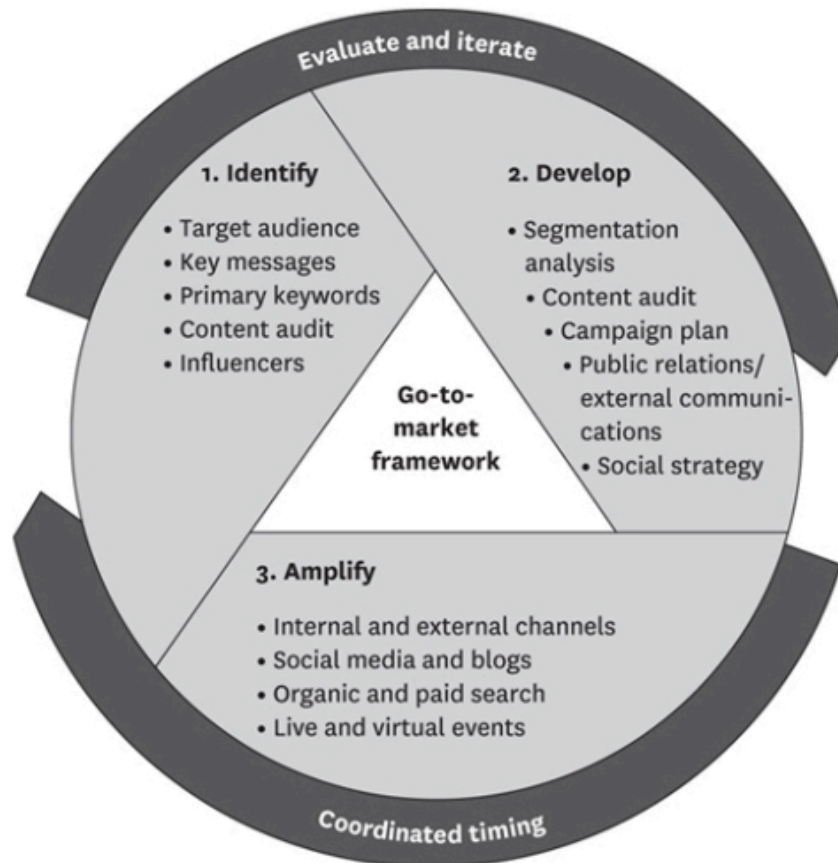 Evaluate and iterate
1. Identify
• Target audience
• Key messages
• Primary keywords
• Content audit
• Influencers
2. Develop
• Segmentation
analysis
• Content audit
• Campaign plan
• Public relations/
external communi-
cations
• Social strategy
Go-to-
market
framework
3. Amplify
• Internal and external channels
• Social media and blogs
• Organic and paid search
• Live and virtual events
Coordinated timing